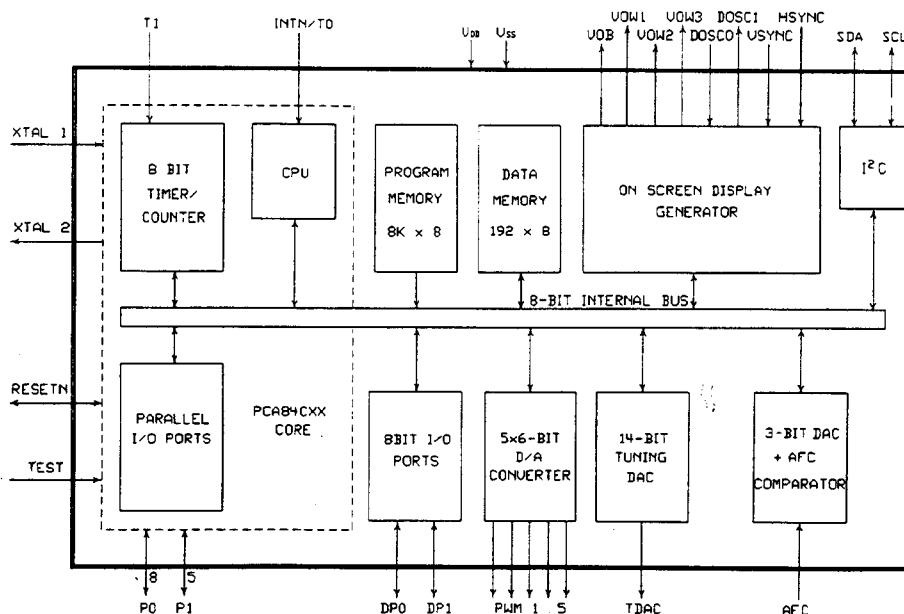 T1
INTN/T0
VDD
VSS
VOB
VOW1
VOW2
VOW3
DOSC0
DOSC1
VSYNC
HSYNC
SDA
SCL
XTAL 1
XTAL 2
8 BIT
TIMER/
COUNTER
CPU
PROGRAM
MEMORY
8K x 8
DATA
MEMORY
192 x 8
ON SCREEN DISPLAY
GENERATOR
I²C
8-BIT INTERNAL BUS
RESETN
TEST
PARALLEL
I/O PORTS
PCA84CXX
CORE
8BIT I/O
PORTS
5x6-BIT
D/A
CONVERTER
14-BIT
TUNING
DAC
3-BIT DAC
+ AFC
COMPARATOR
8
5
P0
P1
DP0
DP1
PWM 1
5
TDAC
AFC